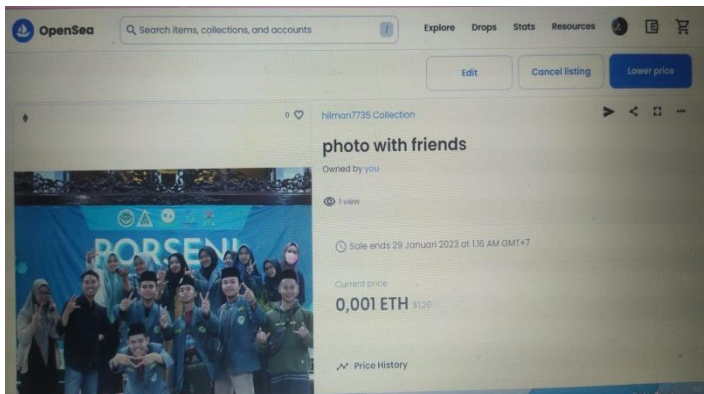 OpenSea
Search items, collections, and accounts
/
Explore Drops Stats Resources
Edit
Cancel listing
Lower price
0
hilman7735 Collection
photo with friends
Owned by you
1 view
Sale ends 29 Januari 2023 at 1.16 AM GMT+7
Current price
0,001 ETH $1,20
Price History
PORSENI